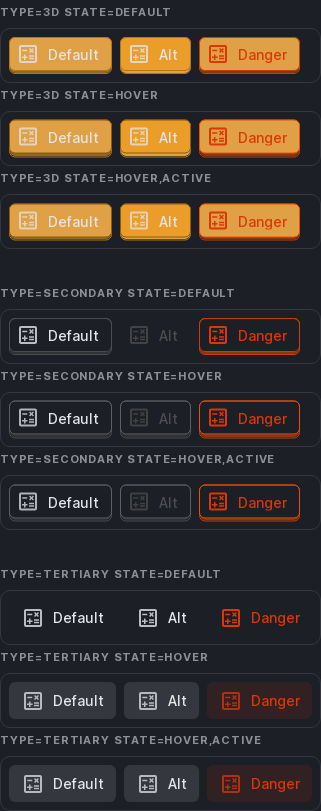 TYPE=3D STATE=DEFAULT
Default Alt Danger
TYPE=3D STATE=HOVER
Default Alt Danger
TYPE=3D STATE=HOVER,ACTIVE
Default Alt Danger
TYPE=SECONDARY STATE=DEFAULT
Default Alt Danger
TYPE=SECONDARY STATE=HOVER
Default Alt Danger
TYPE=SECONDARY STATE=HOVER,ACTIVE
Default Alt Danger
TYPE=TERTIARY STATE=DEFAULT
Default Alt Danger
TYPE=TERTIARY STATE=HOVER
Default Alt Danger
TYPE=TERTIARY STATE=HOVER,ACTIVE
Default Alt Danger